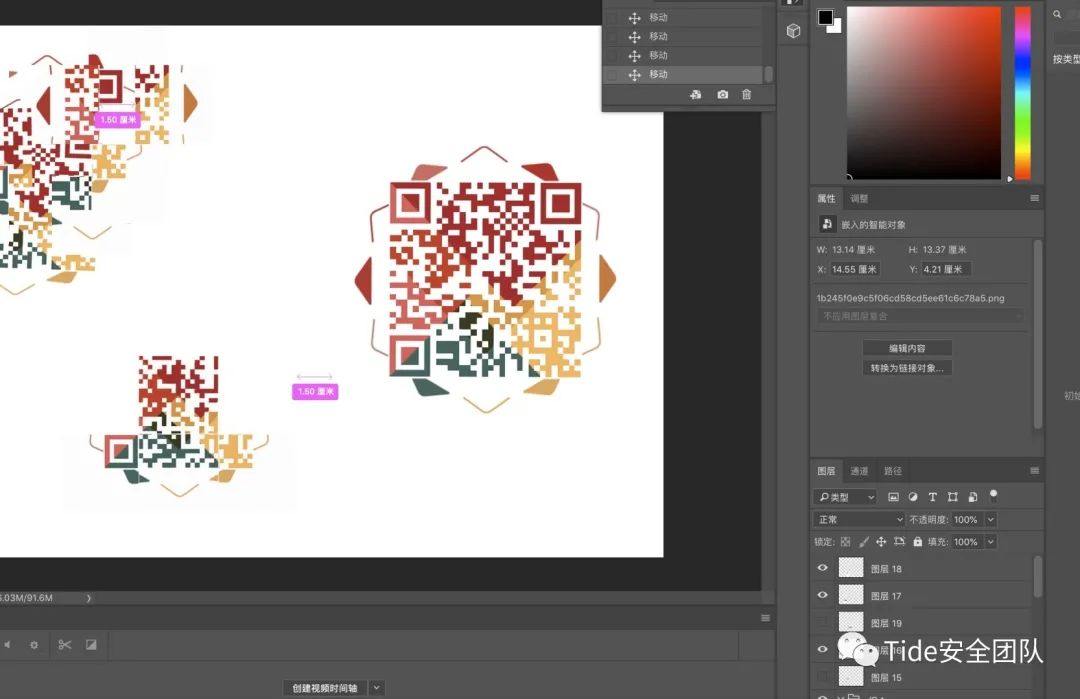 移动
移动
移动
移动
按类型
1.50 厘米
属性 调整
嵌入的智能对象
W: 13.14 厘米 H: 13.37 厘米
X: 14.55 厘米 Y: 4.21 厘米
1b245f0e9c5f06cd58cd5ee61c6c78a5.png
不应用图层复合
编辑内容
转换为链接对象...
1.50 厘米
初始
图层 通道 路径
类型
正常 不透明度: 100%
锁定: 填充: 100%
图层 18
图层 17
图层 19
Tide安全团队
图层 15
5.03M/91.6M
创建视频时间轴